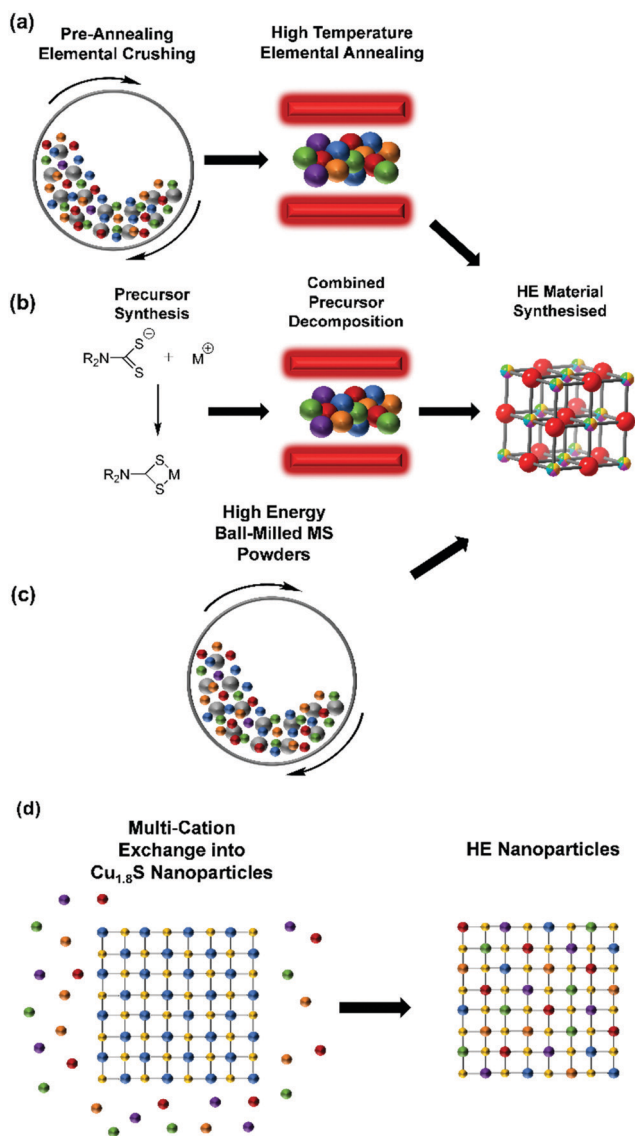 (a)
Pre-Annealing
Elemental Crushing
High Temperature
Elemental Annealing
(b)
Precursor
Synthesis
R₂N
S
⊖
S
+
M
⊕
R₂N
S
S
M
Combined
Precursor
Decomposition
HE Material
Synthesised
High Energy
Ball-Milled MS
Powders
(c)
(d)
Multi-Cation
Exchange into
Cu₁.₈S Nanoparticles
HE Nanoparticles